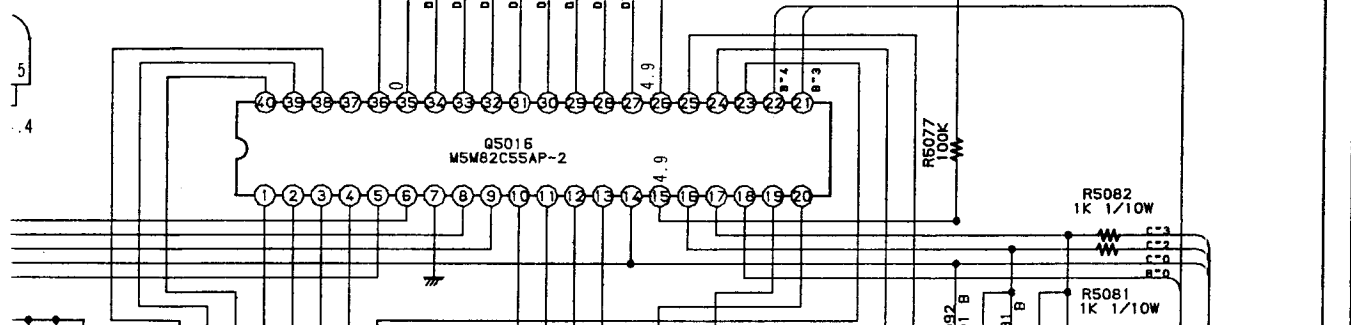 D D D D D D D D
5
.4
0
4.9
B-4
B-3
40 39 38 37 36 35 34 33 32 31 30 29 28 27 26 25 24 23 22 21
Q5016
M5M82C55AP-2
4.9
1 2 3 4 5 6 7 8 9 10 11 12 13 14 15 16 17 18 19 20
R5077
100K
R5082
1K 1/10W
C-3
C-2
C-0
B-0
R5081
1K 1/10W
B
B